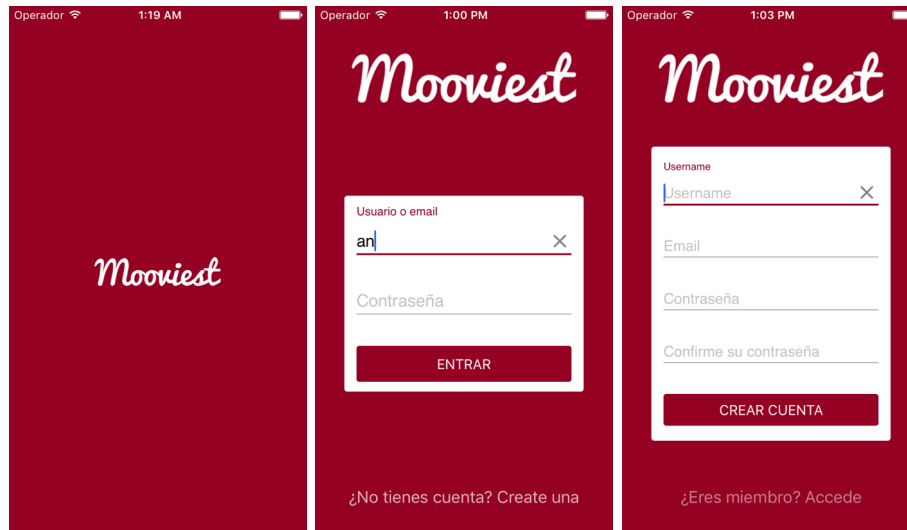 Operador 1:19 AM
Mooviest
Operador 1:00 PM
Mooviest
Usuario o email
an
Contraseña
ENTRAR
¿No tienes cuenta? Create una
Operador 1:03 PM
Mooviest
Username
Username
Email
Contraseña
Confirme su contraseña
CREAR CUENTA
¿Eres miembro? Accede